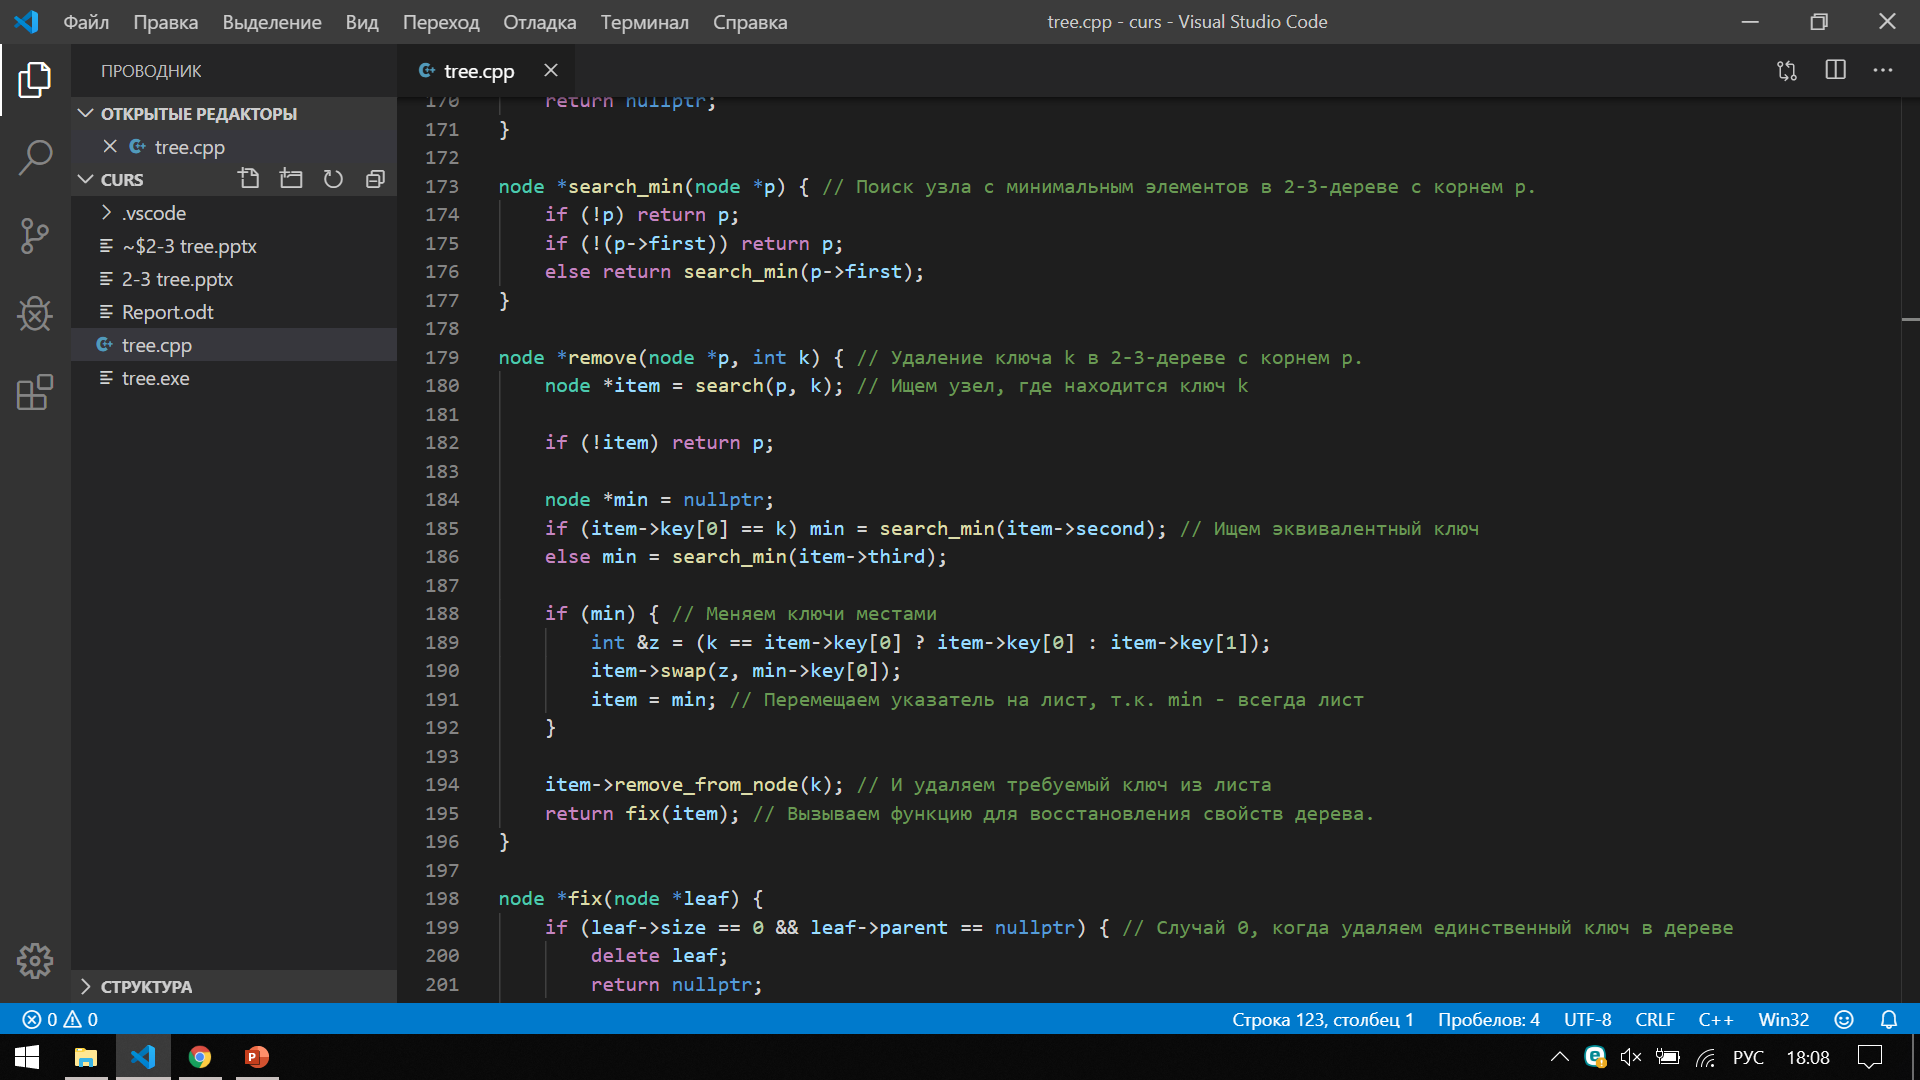 Файл Правка Выделение Вид Переход Отладка Терминал Справка tree.cpp - curs - Visual Studio Code
ПРОВОДНИК
ОТКРЫТЫЕ РЕДАКТОРЫ
tree.cpp
CURS
.vscode
~$2-3 tree.pptx
2-3 tree.pptx
Report.odt
tree.cpp
tree.exe
СТРУКТУРА
tree.cpp
170 return nullptr;
171 }
172
173 node *search_min(node *p) { // Поиск узла с минимальным элементов в 2-3-дереве с корнем p.
174 if (!p) return p;
175 if (!(p->first)) return p;
176 else return search_min(p->first);
177 }
178
179 node *remove(node *p, int k) { // Удаление ключа k в 2-3-дереве с корнем p.
180 node *item = search(p, k); // Ищем узел, где находится ключ k
181
182 if (!item) return p;
183
184 node *min = nullptr;
185 if (item->key[0] == k) min = search_min(item->second); // Ищем эквивалентный ключ
186 else min = search_min(item->third);
187
188 if (min) { // Меняем ключи местами
189 int &z = (k == item->key[0] ? item->key[0] : item->key[1]);
190 item->swap(z, min->key[0]);
191 item = min; // Перемещаем указатель на лист, т.к. min - всегда лист
192 }
193
194 item->remove_from_node(k); // И удаляем требуемый ключ из листа
195 return fix(item); // Вызываем функцию для восстановления свойств дерева.
196 }
197
198 node *fix(node *leaf) {
199 if (leaf->size == 0 && leaf->parent == nullptr) { // Случай 0, когда удаляем единственный ключ в дереве
200 delete leaf;
201 return nullptr;
0 0 Строка 123, столбец 1 Пробелов: 4 UTF-8 CRLF C++ Win32
РУС 18:08